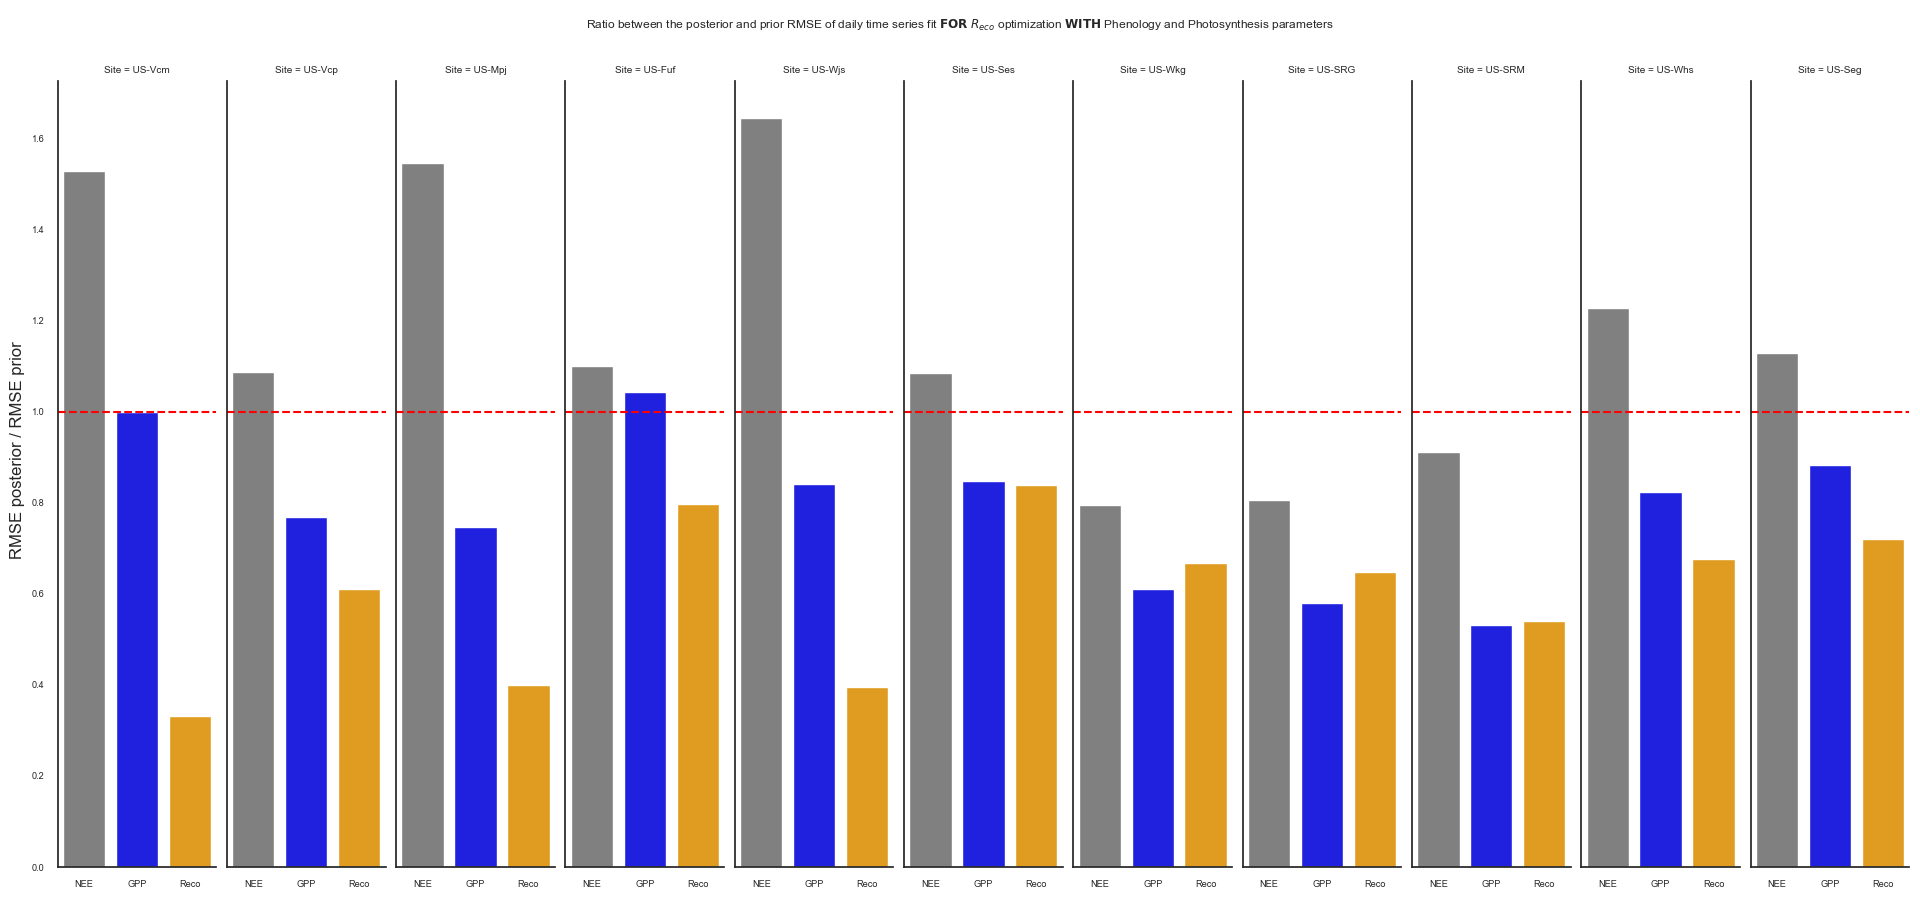 Ratio between the posterior and prior RMSE of daily time series fit FOR Reco optimization WITH Phenology and Photosynthesis parameters
Site = US-Vcm Site = US-Vcp Site = US-Mpj Site = US-Fuf Site = US-Wjs Site = US-Ses Site = US-Wkg Site = US-SRG Site = US-SRM Site = US-Whs Site = US-Seg
RMSE posterior / RMSE prior
1.6
1.4
1.2
1.0
0.8
0.6
0.4
0.2
0.0
NEE GPP Reco NEE GPP Reco NEE GPP Reco NEE GPP Reco NEE GPP Reco NEE GPP Reco NEE GPP Reco NEE GPP Reco NEE GPP Reco NEE GPP Reco NEE GPP Reco